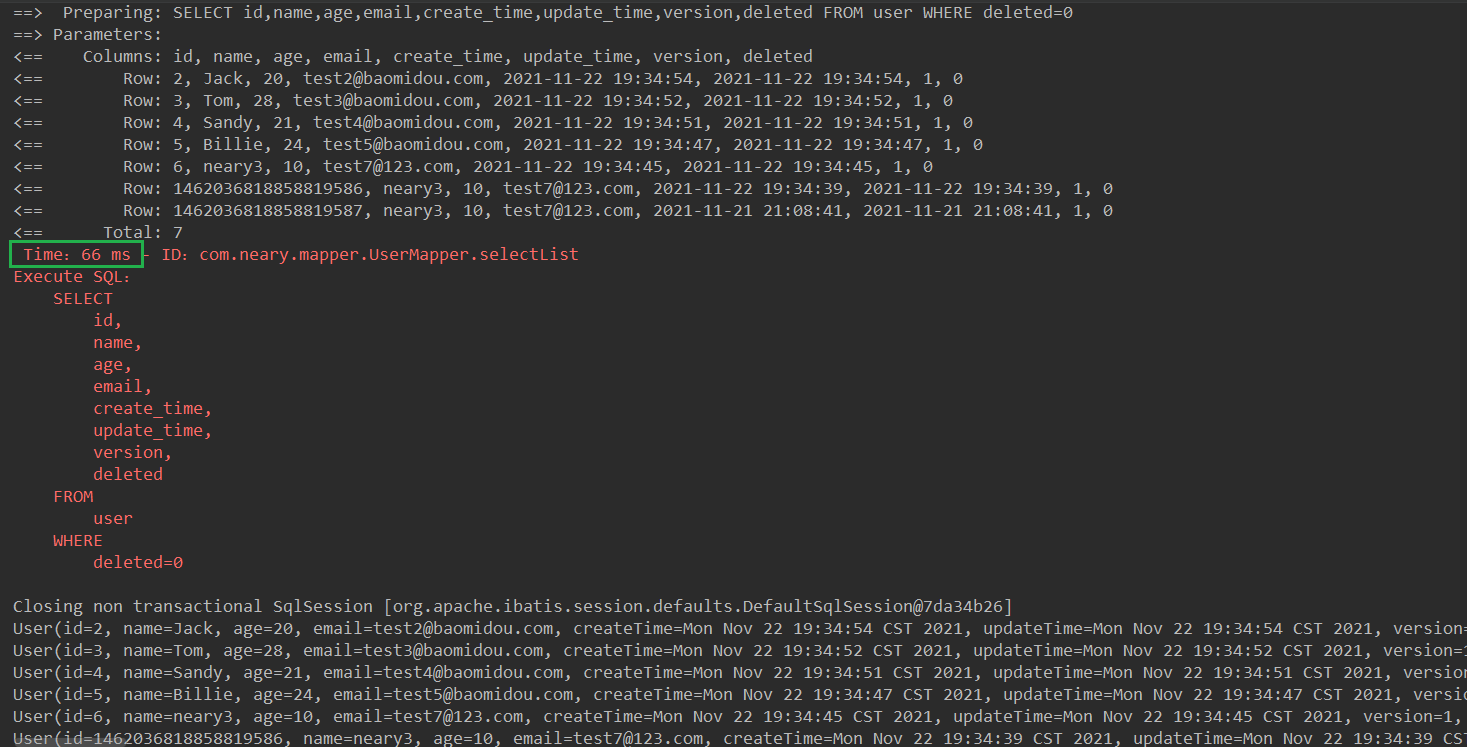 ==>  Preparing: SELECT id,name,age,email,create_time,update_time,version,deleted FROM user WHERE deleted=0
==> Parameters:
<==    Columns: id, name, age, email, create_time, update_time, version, deleted
<==        Row: 2, Jack, 20, test2@baomidou.com, 2021-11-22 19:34:54, 2021-11-22 19:34:54, 1, 0
<==        Row: 3, Tom, 28, test3@baomidou.com, 2021-11-22 19:34:52, 2021-11-22 19:34:52, 1, 0
<==        Row: 4, Sandy, 21, test4@baomidou.com, 2021-11-22 19:34:51, 2021-11-22 19:34:51, 1, 0
<==        Row: 5, Billie, 24, test5@baomidou.com, 2021-11-22 19:34:47, 2021-11-22 19:34:47, 1, 0
<==        Row: 6, neary3, 10, test7@123.com, 2021-11-22 19:34:45, 2021-11-22 19:34:45, 1, 0
<==        Row: 1462036818858819586, neary3, 10, test7@123.com, 2021-11-22 19:34:39, 2021-11-22 19:34:39, 1, 0
<==        Row: 1462036818858819587, neary3, 10, test7@123.com, 2021-11-21 21:08:41, 2021-11-21 21:08:41, 1, 0
<==      Total: 7
 Time：66 ms - ID：com.neary.mapper.UserMapper.selectList
Execute SQL：
    SELECT
        id,
        name,
        age,
        email,
        create_time,
        update_time,
        version,
        deleted
    FROM
        user
    WHERE
        deleted=0
Closing non transactional SqlSession [org.apache.ibatis.session.defaults.DefaultSqlSession@7da34b26]
User(id=2, name=Jack, age=20, email=test2@baomidou.com, createTime=Mon Nov 22 19:34:54 CST 2021, updateTime=Mon Nov 22 19:34:54 CST 2021, version=
User(id=3, name=Tom, age=28, email=test3@baomidou.com, createTime=Mon Nov 22 19:34:52 CST 2021, updateTime=Mon Nov 22 19:34:52 CST 2021, version=1
User(id=4, name=Sandy, age=21, email=test4@baomidou.com, createTime=Mon Nov 22 19:34:51 CST 2021, updateTime=Mon Nov 22 19:34:51 CST 2021, version
User(id=5, name=Billie, age=24, email=test5@baomidou.com, createTime=Mon Nov 22 19:34:47 CST 2021, updateTime=Mon Nov 22 19:34:47 CST 2021, versio
User(id=6, name=neary3, age=10, email=test7@123.com, createTime=Mon Nov 22 19:34:45 CST 2021, updateTime=Mon Nov 22 19:34:45 CST 2021, version=1,
User(id=1462036818858819586, name=neary3, age=10, email=test7@123.com, createTime=Mon Nov 22 19:34:39 CST 2021, updateTime=Mon Nov 22 19:34:39 CST